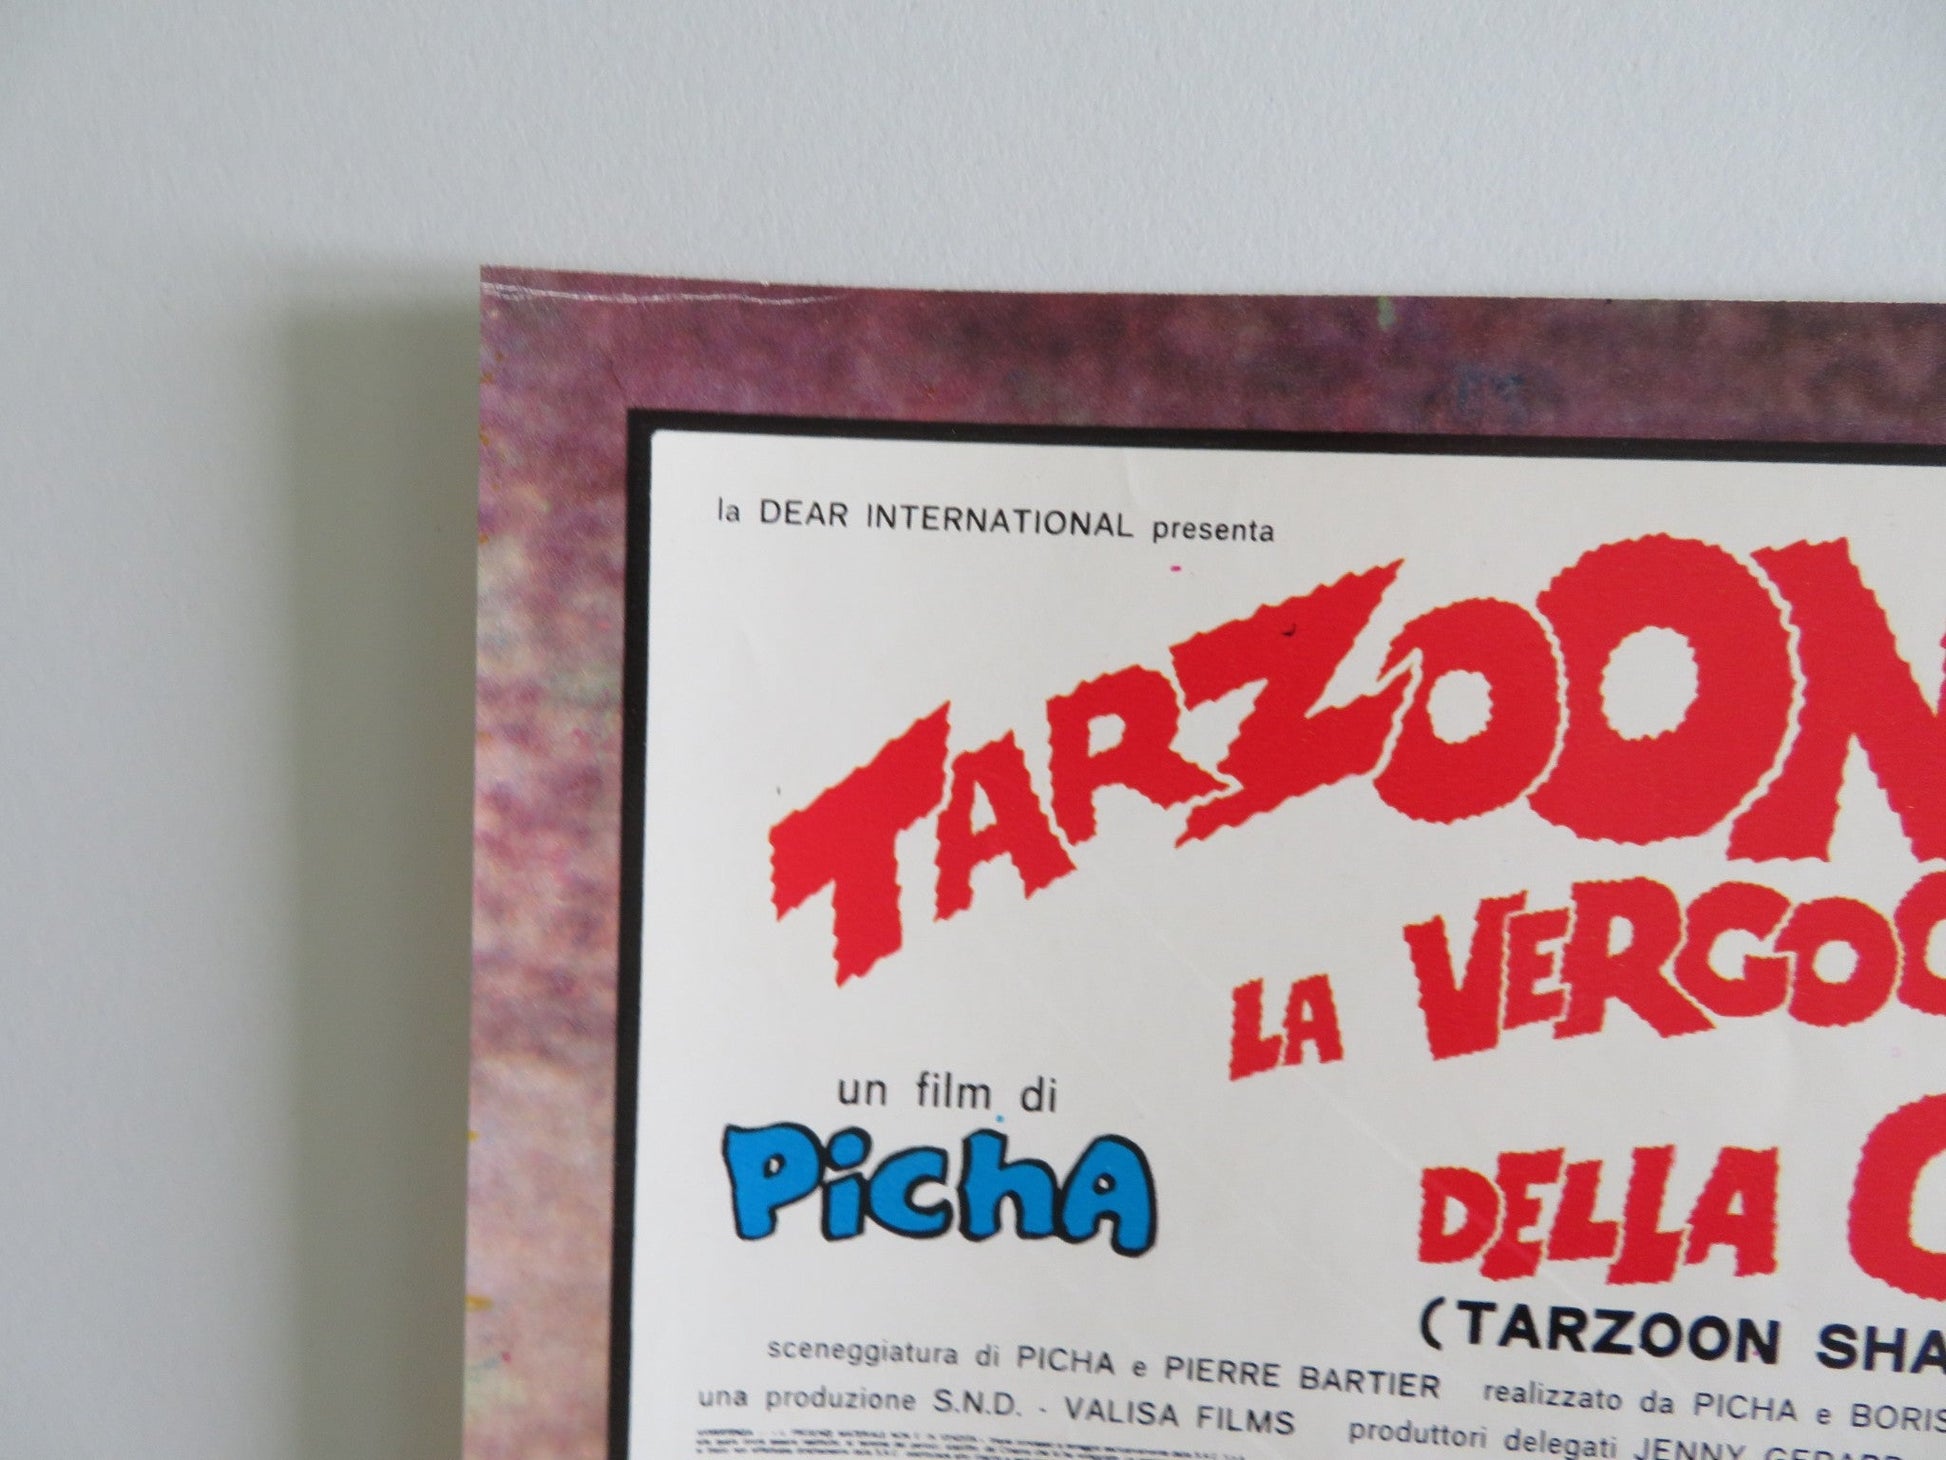 la DEAR INTERNATIONAL presenta
TARZOON
LA VERGOG
un film di
PICHA
DELLA
(TARZOON SHA
sceneggiatura di PICHA e PIERRE BARTIER realizzato da PICHA e BORIS
una produzione S.N.D. - VALISA FILMS produttori delegati JENNY GERARD